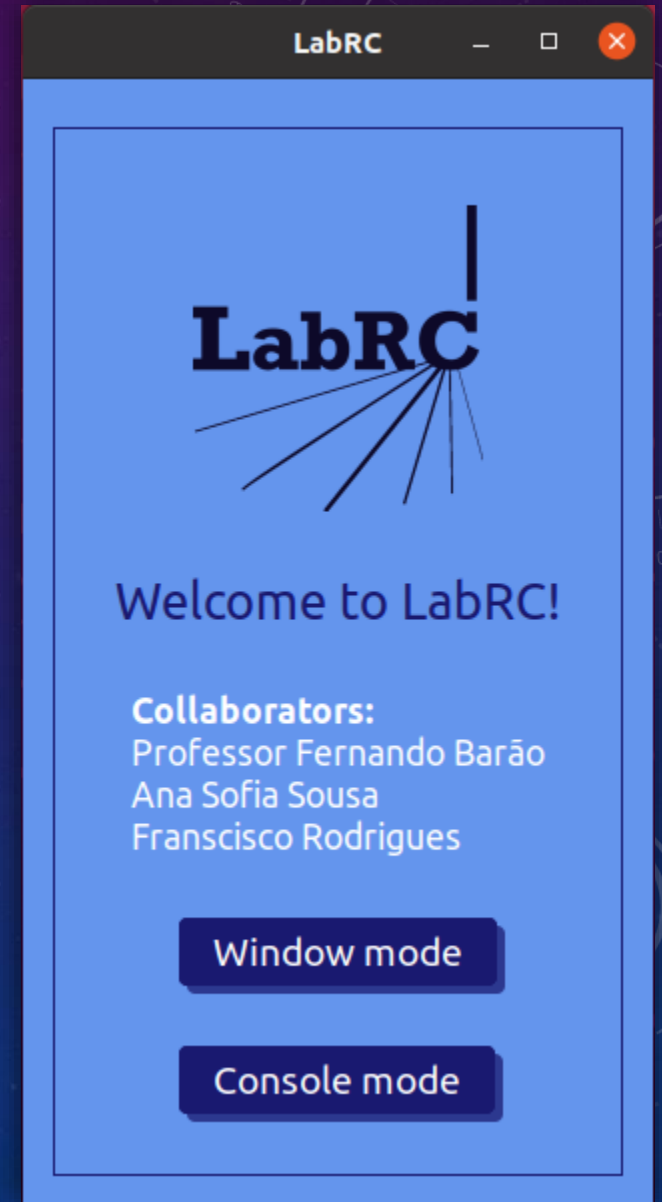 LabRC
LabRC
Welcome to LabRC!
Collaborators:
Professor Fernando Barão
Ana Sofia Sousa
Franscisco Rodrigues
Window mode
Console mode